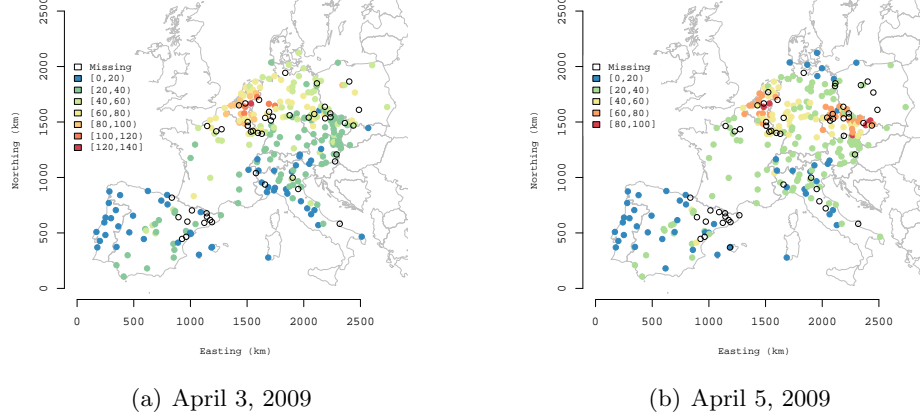 2500
2000
1500
1000
500
0
Northing (km)
Missing
[0,20)
[20,40)
[40,60)
[60,80)
[80,100)
[100,120)
[120,140]
0 500 1000 1500 2000 2500
Easting (km)
(a) April 3, 2009
2500
2000
1500
1000
500
0
Northing (km)
Missing
[0,20)
[20,40)
[40,60)
[60,80)
[80,100]
0 500 1000 1500 2000 2500
Easting (km)
(b) April 5, 2009